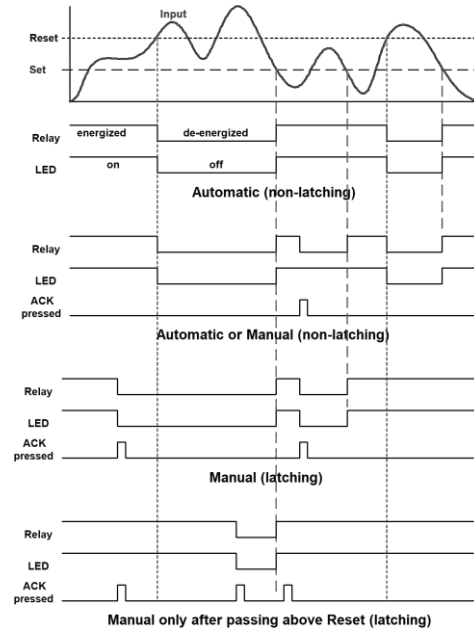 Input
Reset
Set
Relay energized de-energized
LED on off
Automatic (non-latching)
Relay
LED
ACK
pressed
Automatic or Manual (non-latching)
Relay
LED
ACK
pressed
Manual (latching)
Relay
LED
ACK
pressed
Manual only after passing above Reset (latching)